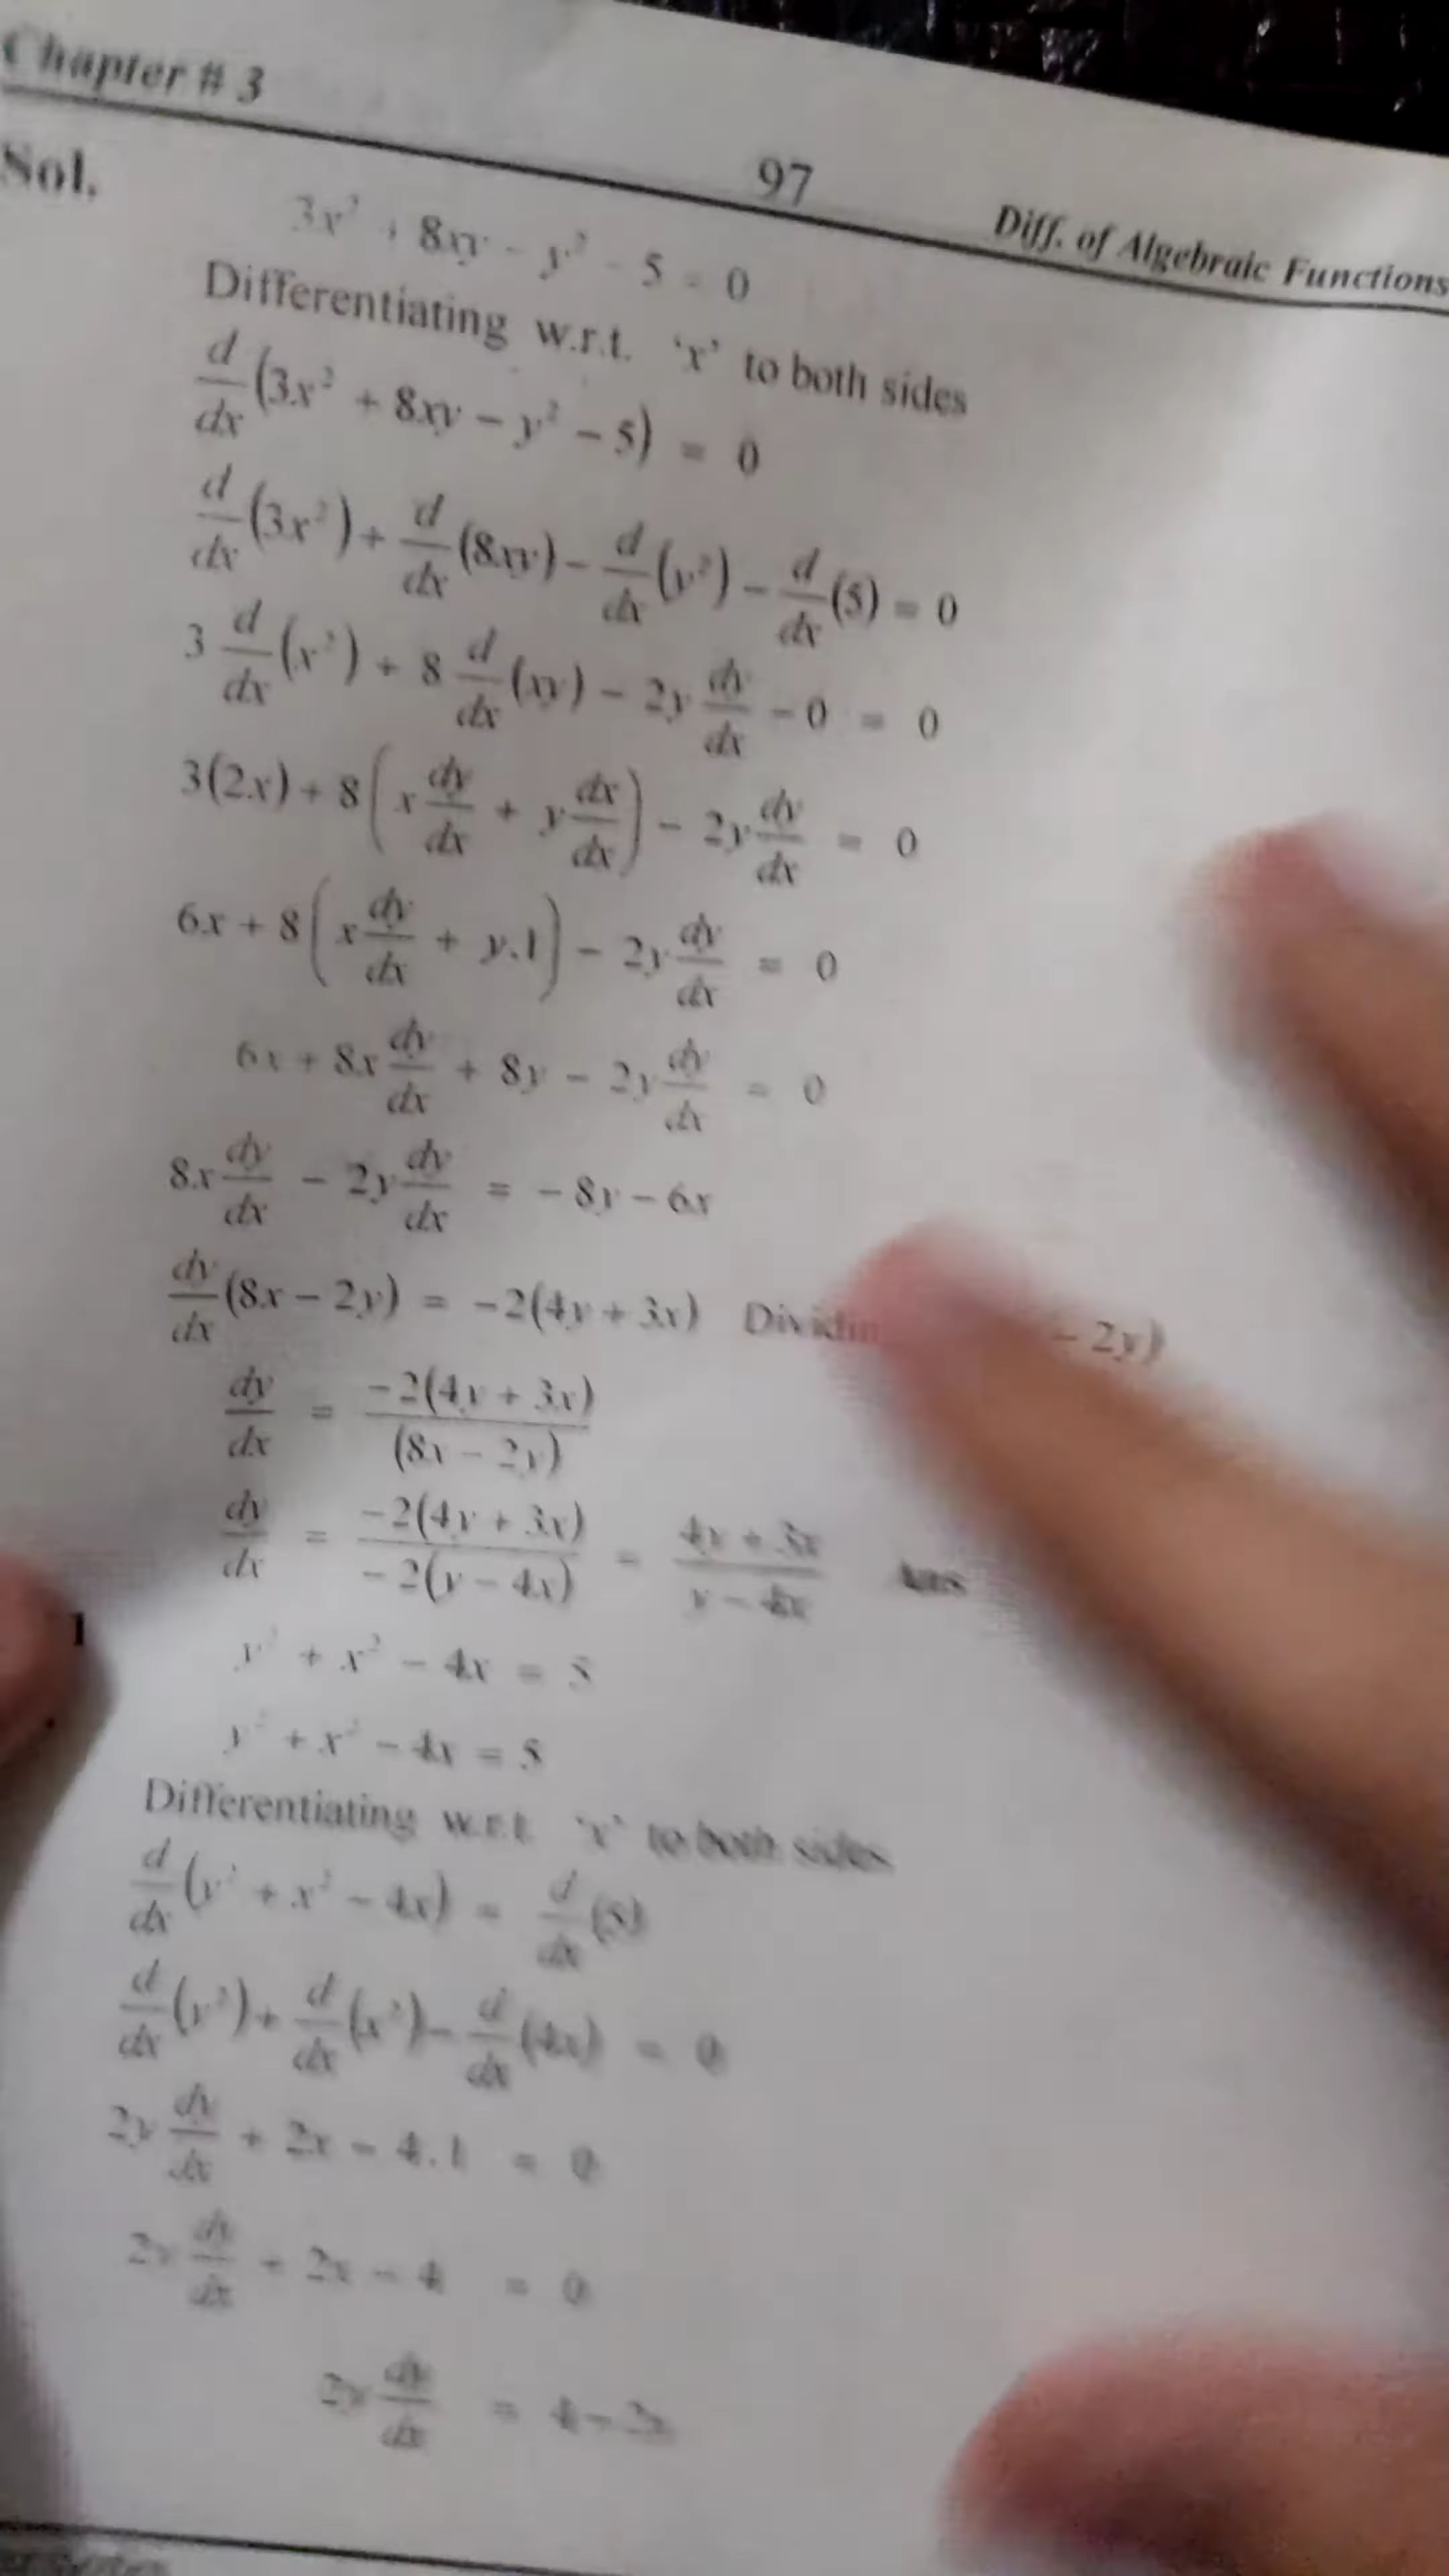 Chapter # 3
97
Diff. of Algebraic Functions
Sol.
3x² + 8xy − y² − 5 = 0
Differentiating w.r.t. ‘x’ to both sides
d/dx (3x² + 8xy − y² − 5) = 0
d/dx (3x²) + d/dx (8xy) − d/dx (y²) − d/dx (5) = 0
3 d/dx (x²) + 8 d/dx (xy) − 2y dy/dx − 0 = 0
3(2x) + 8 (x dy/dx + y dx/dx) − 2y dy/dx = 0
6x + 8 (x dy/dx + y.1) − 2y dy/dx = 0
6x + 8x dy/dx + 8y − 2y dy/dx = 0
8x dy/dx − 2y dy/dx = − 8y − 6x
dy/dx (8x − 2y) = −2(4y + 3x) − 2y)
dy/dx = −2(4y + 3x) / (8x − 2y)
dy/dx = −2(4y + 3x) / −2(y − 4x) = 4y + 3x / y − 4x Ans
y² + x² − 4x = 5
y² + x² − 4x = 5
Differentiating w.r.t. ‘x’ to both sides
d/dx (y² + x² − 4x) = d/dx (5)
d/dx (y²) + d/dx (x²) − d/dx (4x) = 0
2y dy/dx + 2x − 4.1 = 0
2y dy/dx + 2x − 4 = 0
2y dy/dx = 4 − 2x